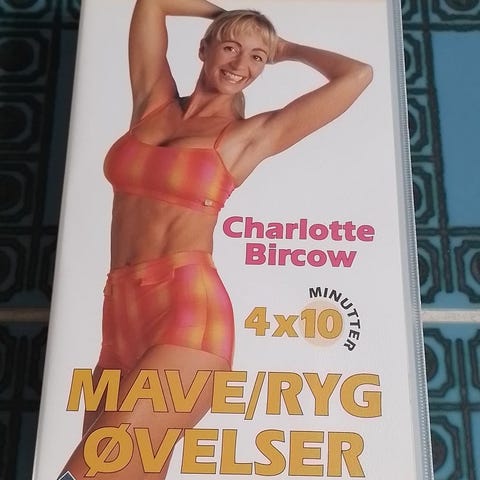 Charlotte
Bircow
4x10 MINUTTER
MAVE/RYG
ØVELSER